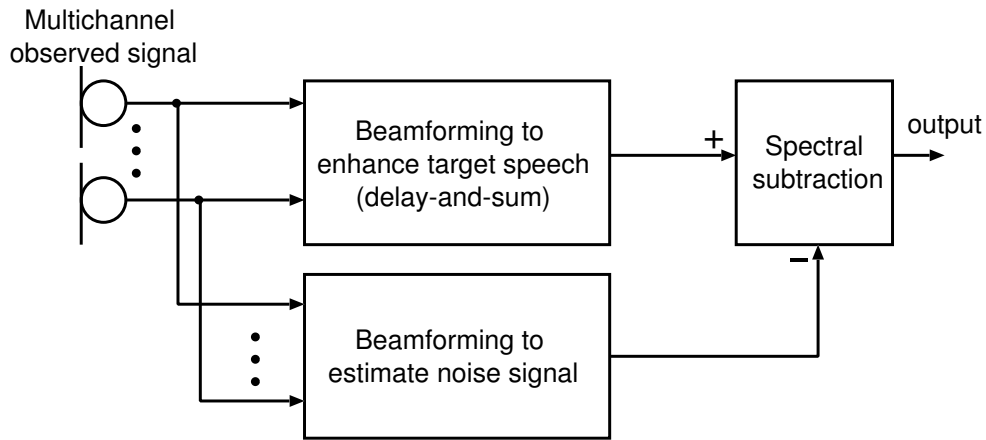 Multichannel
observed signal
Beamforming to
enhance target speech
(delay-and-sum)
+
Spectral
subtraction
output
−
Beamforming to
estimate noise signal